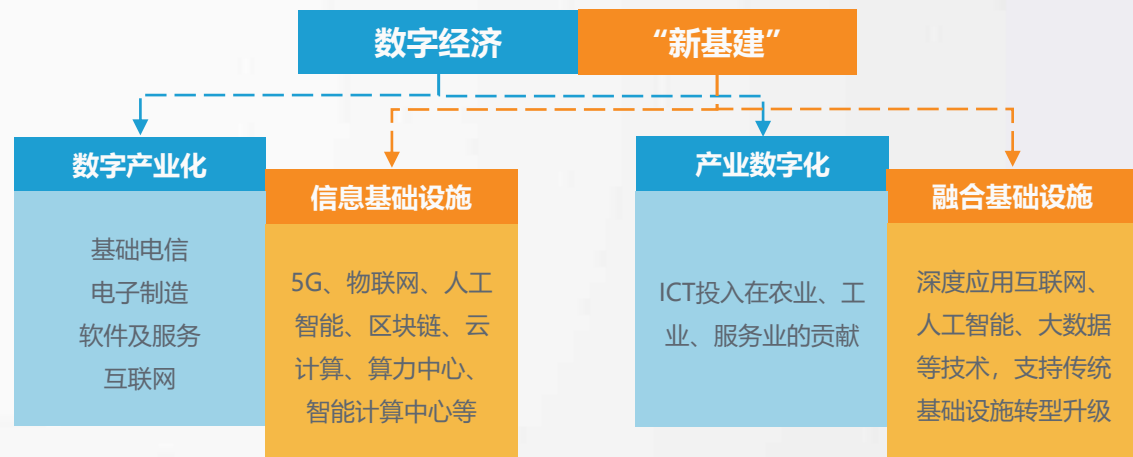 数字经济
“新基建”
数字产业化
基础电信
电子制造
软件及服务
互联网
信息基础设施
5G、物联网、人工
智能、区块链、云
计算、算力中心、
智能计算中心等
产业数字化
ICT投入在农业、工
业、服务业的贡献
融合基础设施
深度应用互联网、
人工智能、大数据
等技术，支持传统
基础设施转型升级